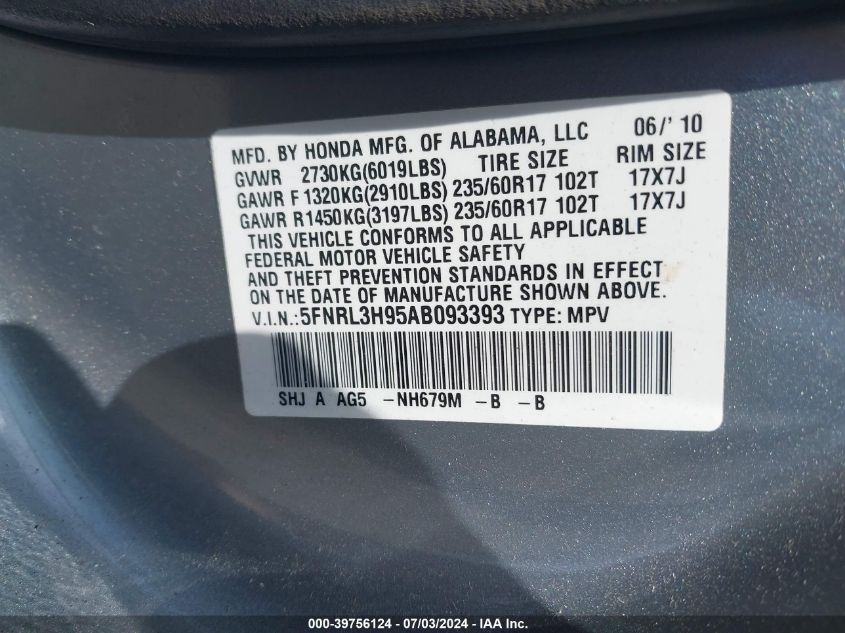 MFD. BY HONDA MFG. OF ALABAMA, LLC 06/' 10
GVWR 2730KG(6019LBS) TIRE SIZE RIM SIZE
GAWR F 1320KG(2910LBS) 235/60R17 102T 17X7J
GAWR R1450KG(3197LBS) 235/60R17 102T 17X7J
THIS VEHICLE CONFORMS TO ALL APPLICABLE
FEDERAL MOTOR VEHICLE SAFETY
AND THEFT PREVENTION STANDARDS IN EFFECT
ON THE DATE OF MANUFACTURE SHOWN ABOVE.
V.I.N.:5FNRL3H95AB093393 TYPE: MPV
SHJ A AG5 -NH679M -B -B
000-39756124 - 07/03/2024 - IAA Inc.